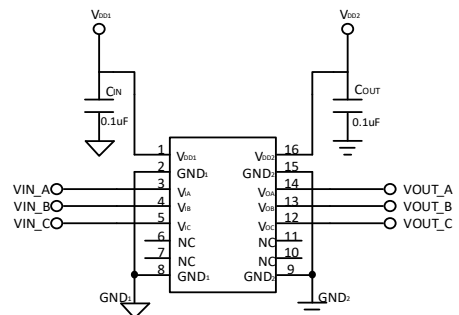 VDD1 VDD2
CIN COUT
0.1uF 0.1uF
1 VDD1 VDD2 16
2 GND1 GND2 15
VIN_A 3 VIA VOA 14 VOUT_A
VIN_B 4 VIB VOB 13 VOUT_B
VIN_C 5 VIC VOC 12 VOUT_C
6 NC NC 11
7 NC NC 10
8 GND1 GND2 9
GND1 GND2